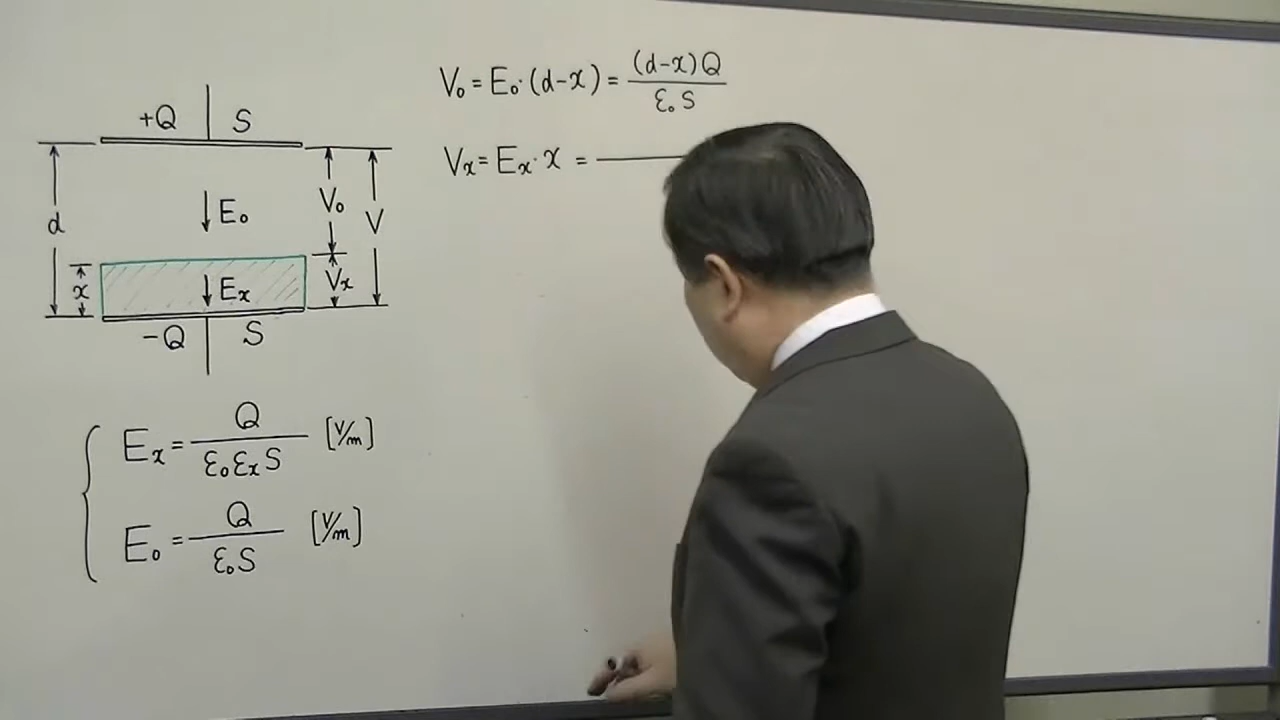 +Q S
d
E₀
V₀
V
x
Eₓ
Vₓ
-Q S
Eₓ = Q / ε₀εₓS [V/m]
E₀ = Q / ε₀S [V/m]
V₀ = E₀·(d-x) = (d-x)Q / ε₀S
Vₓ = Eₓ·x =